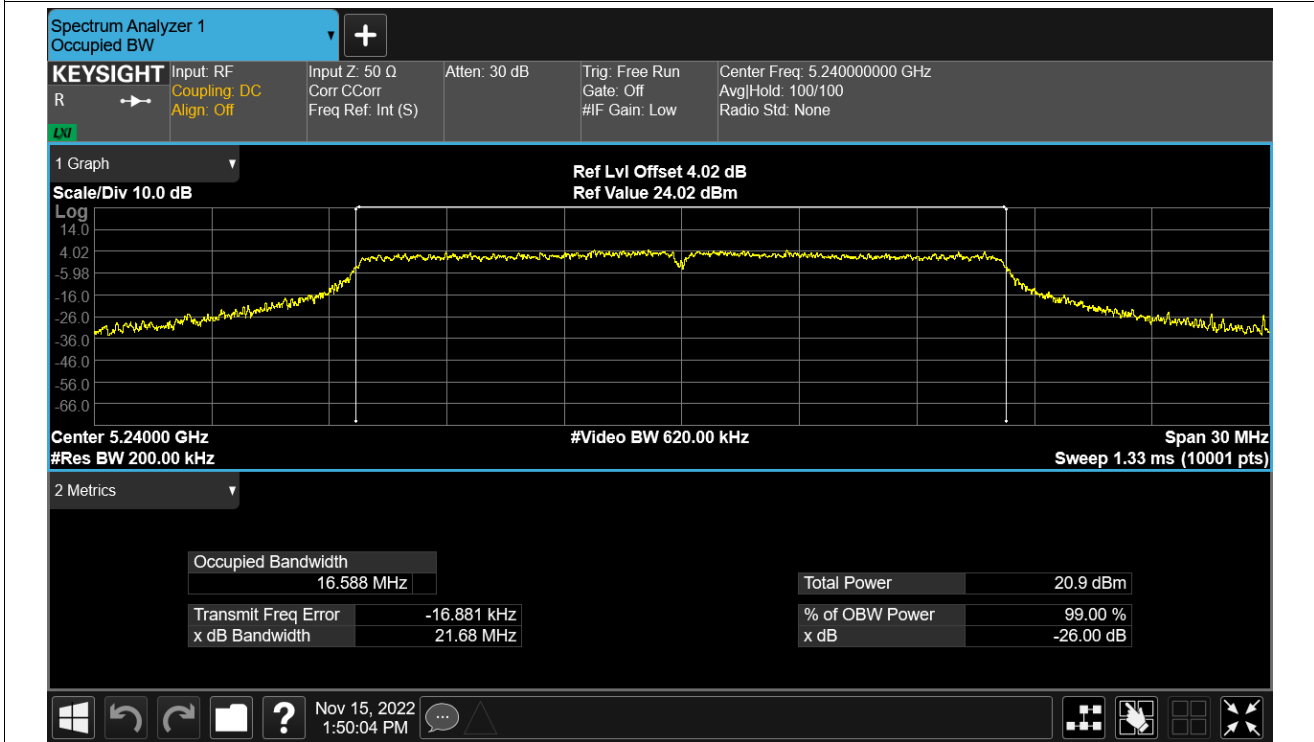 Spectrum Analyzer 1
Occupied BW
+
KEYSIGHT
R
LXI
Input: RF
Coupling: DC
Align: Off
Input Z: 50 Ω
Corr CCorr
Freq Ref: Int (S)
Atten: 30 dB
Trig: Free Run
Gate: Off
#IF Gain: Low
Center Freq: 5.240000000 GHz
Avg|Hold: 100/100
Radio Std: None
1 Graph
Scale/Div 10.0 dB
Ref Lvl Offset 4.02 dB
Ref Value 24.02 dBm
Log
14.0
4.02
-5.98
-16.0
-26.0
-36.0
-46.0
-56.0
-66.0
Center 5.24000 GHz
#Video BW 620.00 kHz
Span 30 MHz
#Res BW 200.00 kHz
Sweep 1.33 ms (10001 pts)
2 Metrics
Occupied Bandwidth
16.588 MHz
Transmit Freq Error -16.881 kHz
x dB Bandwidth 21.68 MHz
Total Power 20.9 dBm
% of OBW Power 99.00 %
x dB -26.00 dB
?
Nov 15, 2022
1:50:04 PM